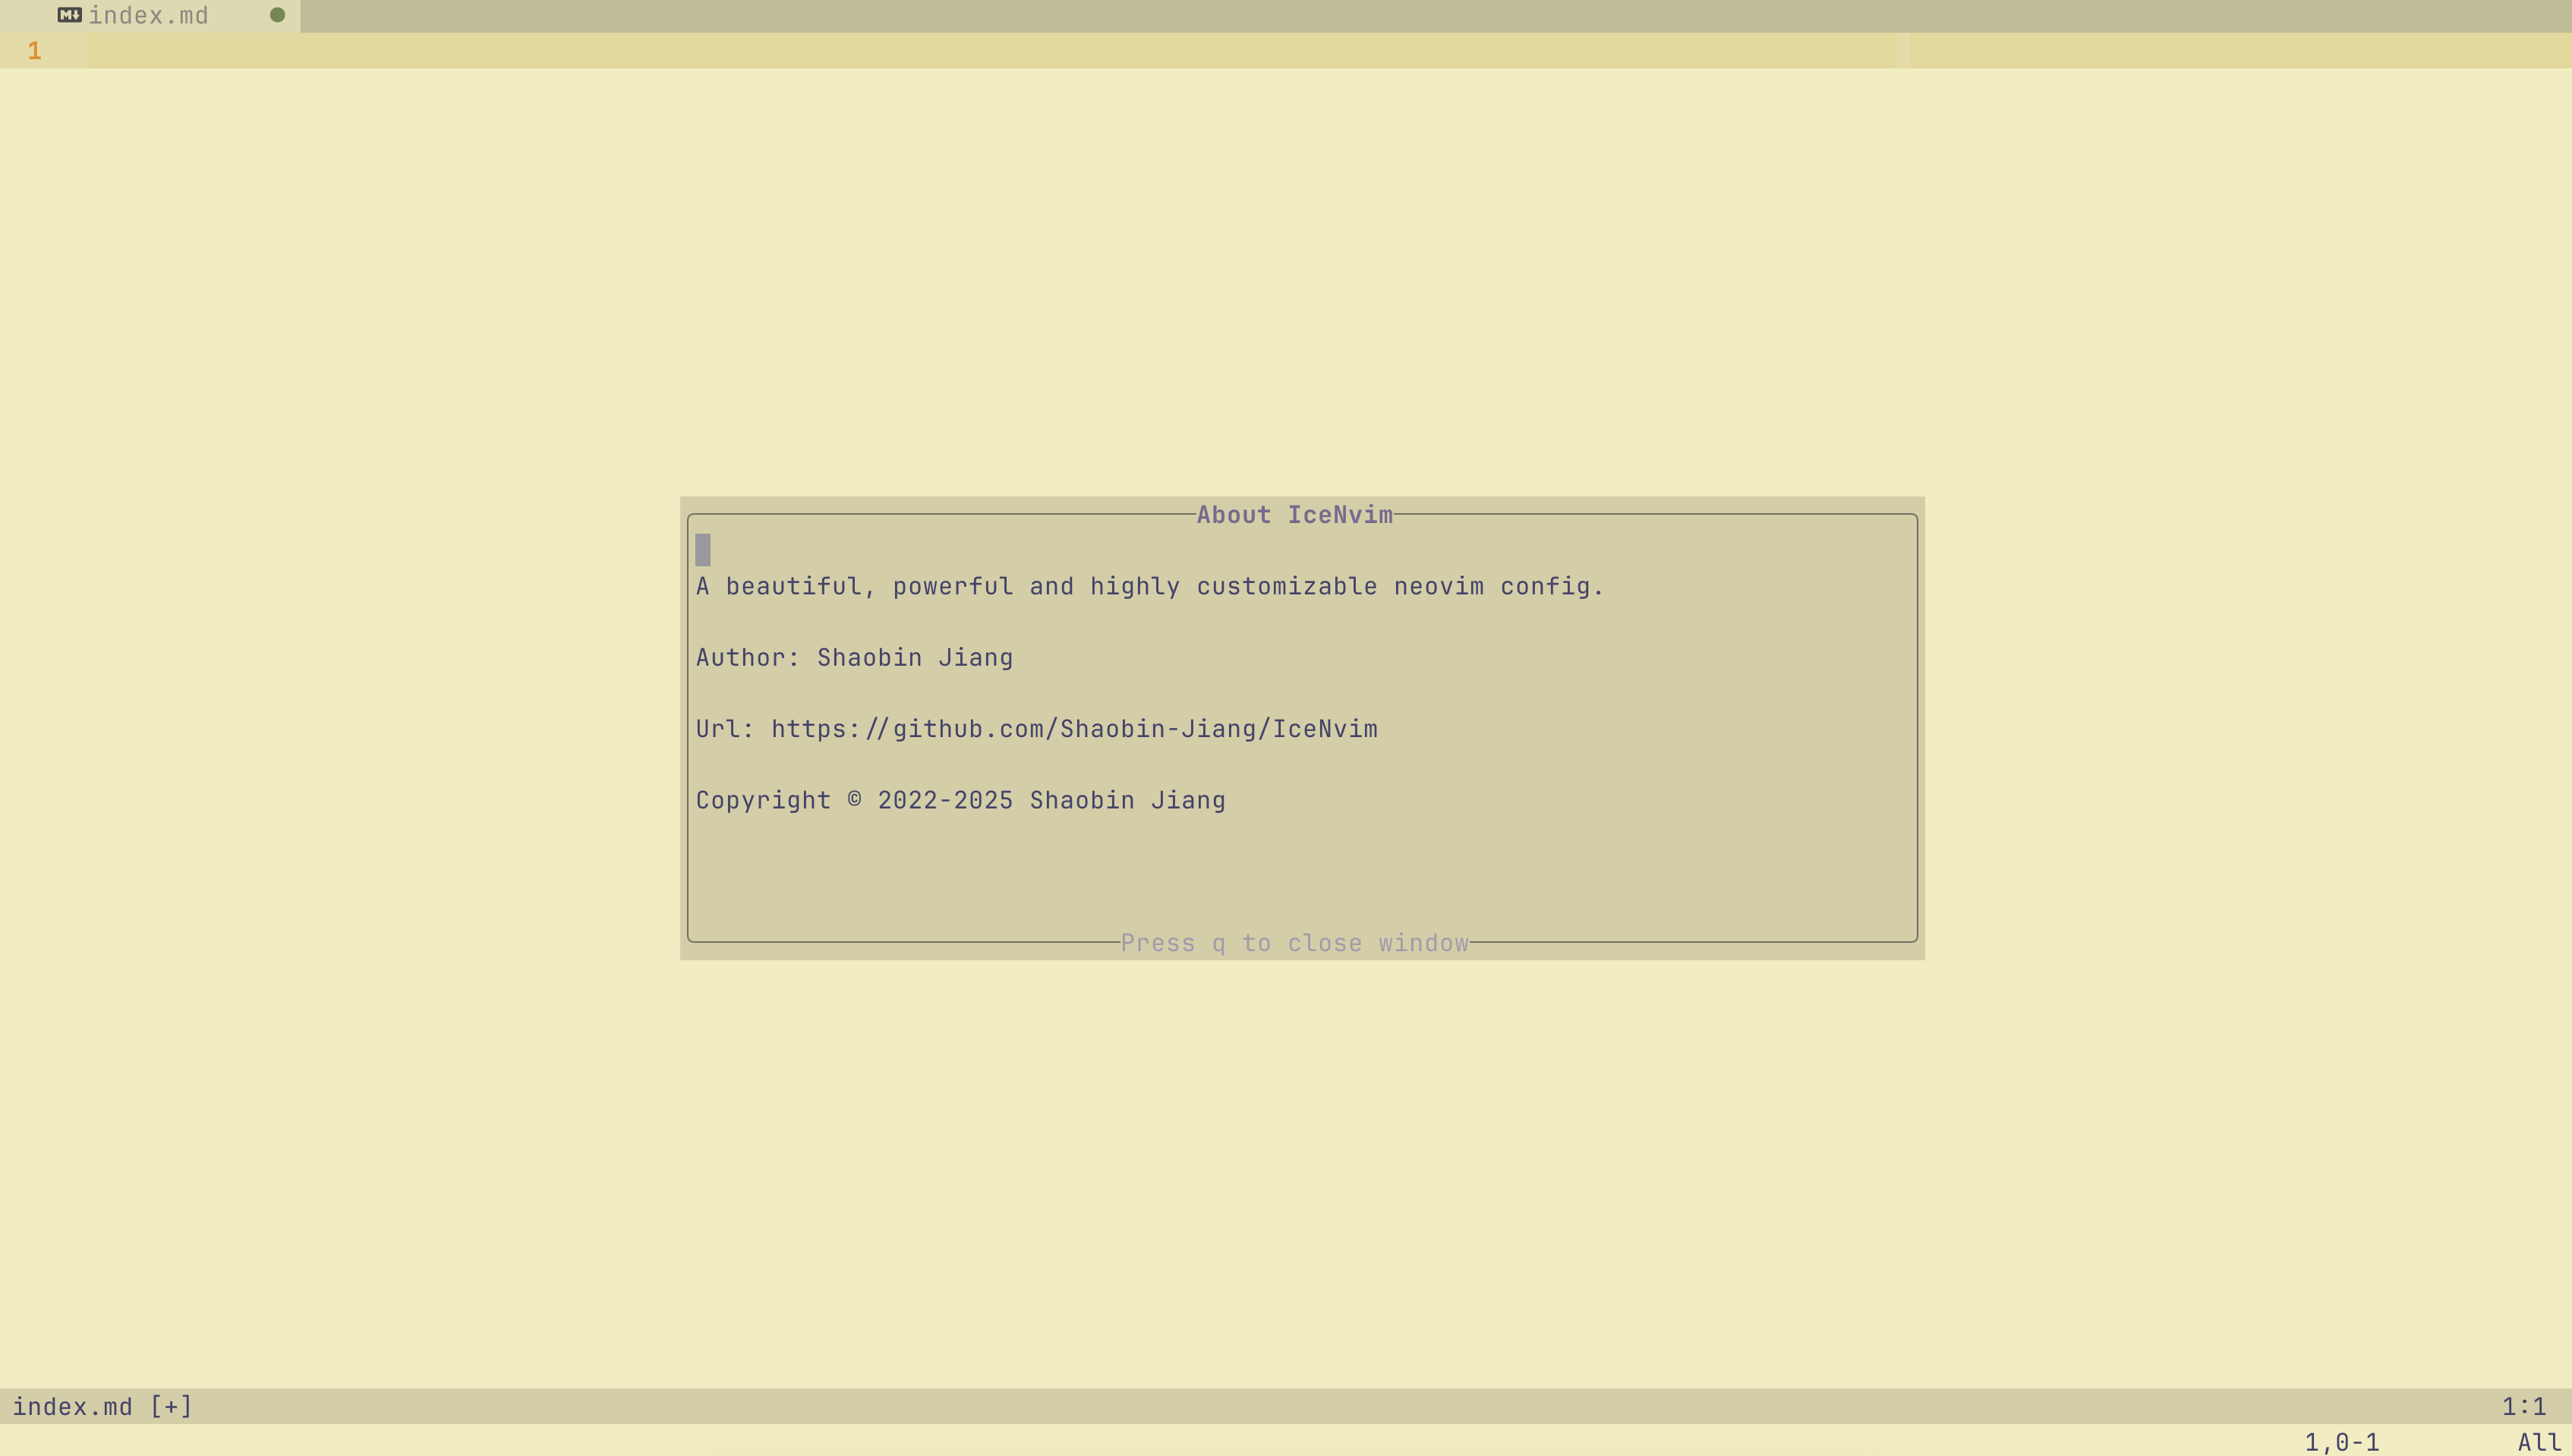 index.md
1
About IceNvim
A beautiful, powerful and highly customizable neovim config.
Author: Shaobin Jiang
Url: https://github.com/Shaobin-Jiang/IceNvim
Copyright © 2022-2025 Shaobin Jiang
Press q to close window
index.md [+] 1:1
1,0-1 All